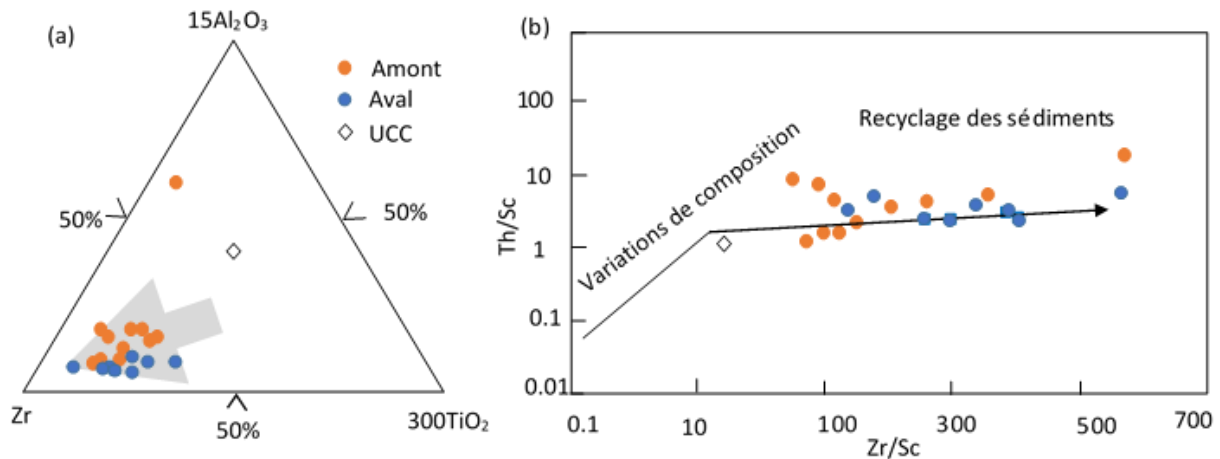 (a)
15Al₂O₃
Amont
Aval
UCC
50%
50%
Zr
50%
300TiO₂
(b)
Th/Sc
100
10
1
0.1
0.01
Variations de composition
Recyclage des sédiments
0.1
10
100
300
500
700
Zr/Sc